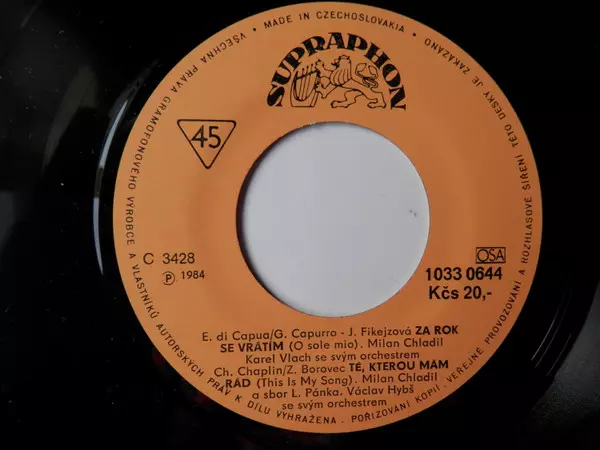 VŠECHNA PRÁVA GRAMOFONOVÉHO VÝROBCE A VLASTNÍKŮ AUTORSKÝCH PRÁV K DÍLU VYHRAŽENA. POŘIZOVÁNÍ KOPIÍ, VEŘEJNÉ PROVOZOVÁNÍ A ROZHLASOVÉ ŠÍŘENÍ TÉTO DESKY JE ZAKÁZÁNO
• MADE IN CZECHOSLOVAKIA •
SUPRAPHON
45
C 3428
Ⓟ 1984
OSA
1033 0644
Kčs 20,-
E. di Capua/G. Capurro - J. Fikejzová ZA ROK
SE VRÁTÍM (O sole mio). Milan Chladil
Karel Vlach se svým orchestrem
Ch. Chaplin/Z. Borovec TÉ, KTEROU MÁM
RÁD (This Is My Song). Milan Chladil
a sbor L. Pánka. Václav Hybš
se svým orchestrem